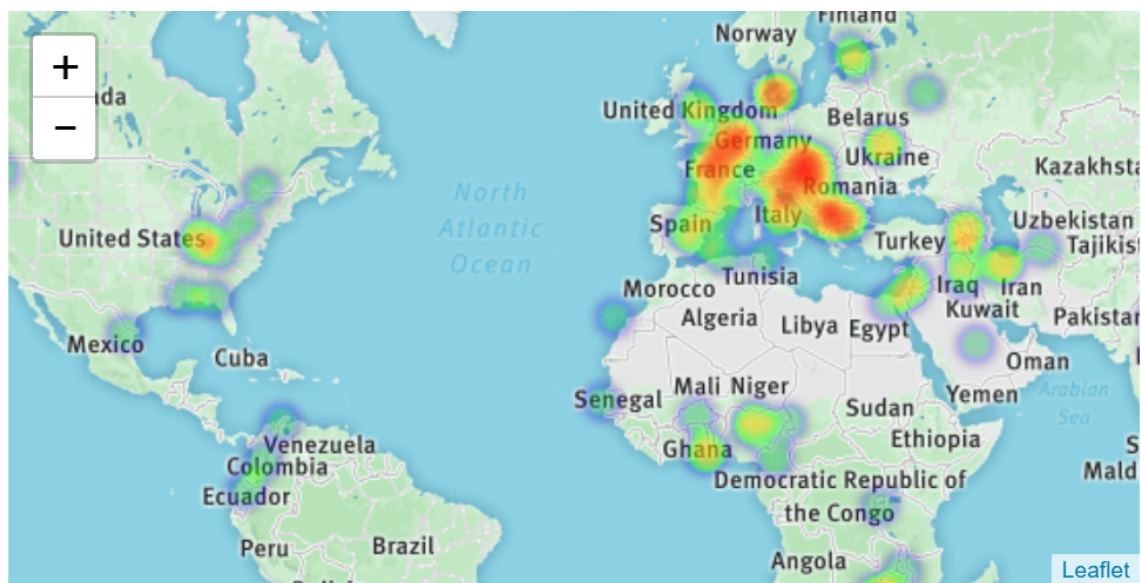 Finland
Norway
+
−
ada
United Kingdom
Belarus
Germany
Ukraine
France
Kazakhsta
North
Atlantic
Ocean
Romania
Spain
Italy
Uzbekistan
United States
Turkey
Tajikist
Tunisia
Iraq
Iran
Morocco
Kuwait
Algeria
Libya
Egypt
Pakistan
Mexico
Cuba
Oman
Mali
Niger
Yemen
Arabian
Sea
Senegal
Sudan
Ethiopia
Venezuela
Ghana
Colombia
S
Mald
Democratic Republic of
the Congo
Ecuador
Peru
Brazil
Angola
Leaflet